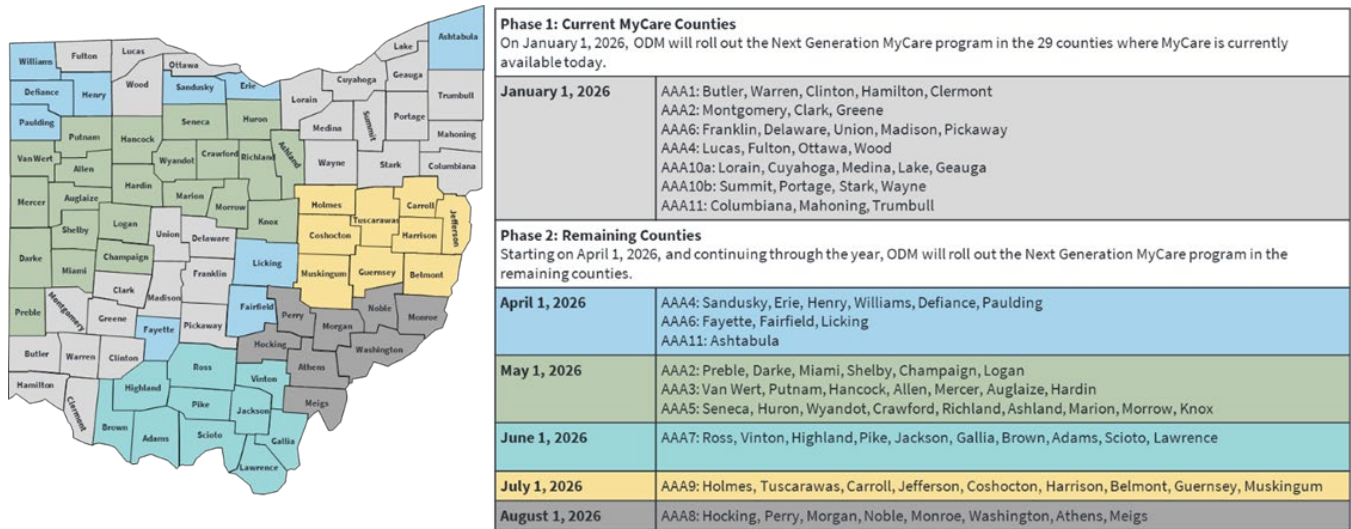 Williams
Fulton
Lucas
Ottawa
Lake
Ashtabula
Defiance
Henry
Wood
Sandusky
Erie
Cuyahoga
Geauga
Trumbull
Paulding
Putnam
Hancock
Seneca
Huron
Lorain
Medina
Summit
Portage
Mahoning
Van Wert
Allen
Wyandot
Crawford
Richland
Ashland
Wayne
Stark
Columbiana
Mercer
Auglaize
Hardin
Marion
Morrow
Knox
Holmes
Tuscarawas
Carroll
Jefferson
Shelby
Logan
Union
Delaware
Coshocton
Harrison
Darke
Miami
Champaign
Licking
Muskingum
Guernsey
Belmont
Preble
Montgomery
Clark
Greene
Madison
Franklin
Fairfield
Perry
Morgan
Noble
Monroe
Fayette
Pickaway
Hocking
Athens
Washington
Butler
Warren
Clinton
Ross
Vinton
Meigs
Hamilton
Clermont
Highland
Pike
Jackson
Brown
Adams
Scioto
Gallia
Lawrence
Phase 1: Current MyCare Counties
On January 1, 2026, ODM will roll out the Next Generation MyCare program in the 29 counties where MyCare is currently
available today.
January 1, 2026
AAA1: Butler, Warren, Clinton, Hamilton, Clermont
AAA2: Montgomery, Clark, Greene
AAA6: Franklin, Delaware, Union, Madison, Pickaway
AAA4: Lucas, Fulton, Ottawa, Wood
AAA10a: Lorain, Cuyahoga, Medina, Lake, Geauga
AAA10b: Summit, Portage, Stark, Wayne
AAA11: Columbiana, Mahoning, Trumbull
Phase 2: Remaining Counties
Starting on April 1, 2026, and continuing through the year, ODM will roll out the Next Generation MyCare program in the
remaining counties.
April 1, 2026
AAA4: Sandusky, Erie, Henry, Williams, Defiance, Paulding
AAA6: Fayette, Fairfield, Licking
AAA11: Ashtabula
May 1, 2026
AAA2: Preble, Darke, Miami, Shelby, Champaign, Logan
AAA3: Van Wert, Putnam, Hancock, Allen, Mercer, Auglaize, Hardin
AAA5: Seneca, Huron, Wyandot, Crawford, Richland, Ashland, Marion, Morrow, Knox
June 1, 2026
AAA7: Ross, Vinton, Highland, Pike, Jackson, Gallia, Brown, Adams, Scioto, Lawrence
July 1, 2026
AAA9: Holmes, Tuscarawas, Carroll, Jefferson, Coshocton, Harrison, Belmont, Guernsey, Muskingum
August 1, 2026
AAA8: Hocking, Perry, Morgan, Noble, Monroe, Washington, Athens, Meigs